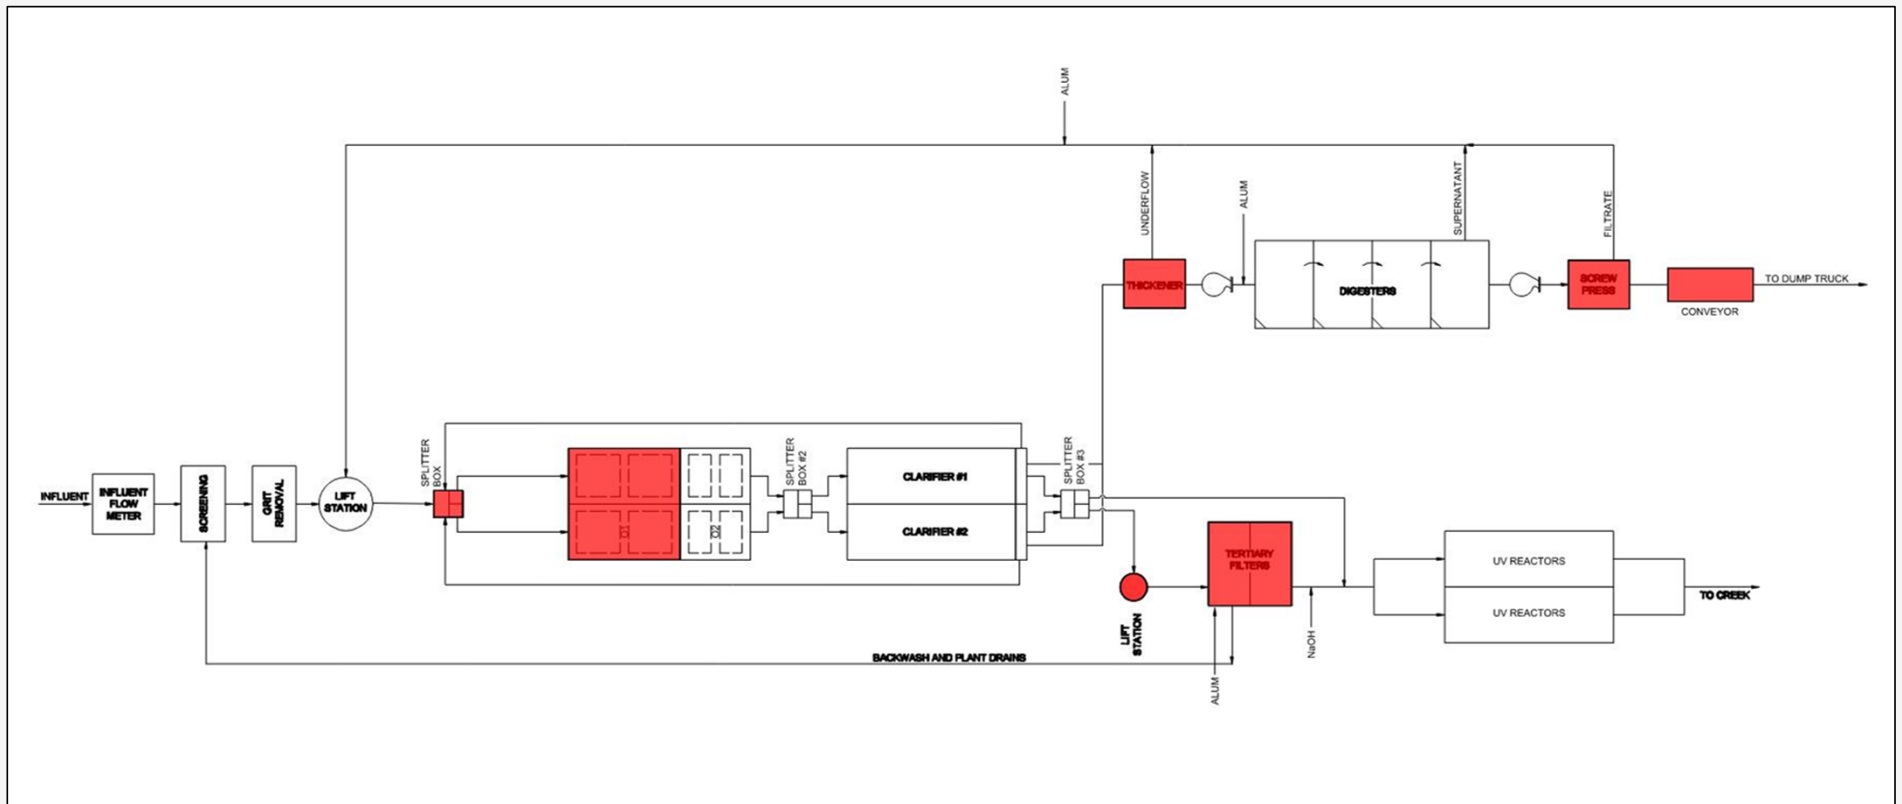 ALUM
UNDERFLOW
ALUM
SUPERNATANT
FILTRATE
THICKENER
DIGESTERS
SCREW
PRESS
TO DUMP TRUCK
CONVEYOR
SPLITTER
BOX
SPLITTER
BOX #2
SPLITTER
BOX #3
INFLUENT
INFLUENT
FLOW
METER
SCREENING
GRIT
REMOVAL
LIFT
STATION
O1
O2
CLARIFIER #1
CLARIFIER #2
TERTIARY
FILTERS
UV REACTORS
UV REACTORS
TO CREEK
LIFT
STATION
NaOH
BACKWASH AND PLANT DRAINS
ALUM